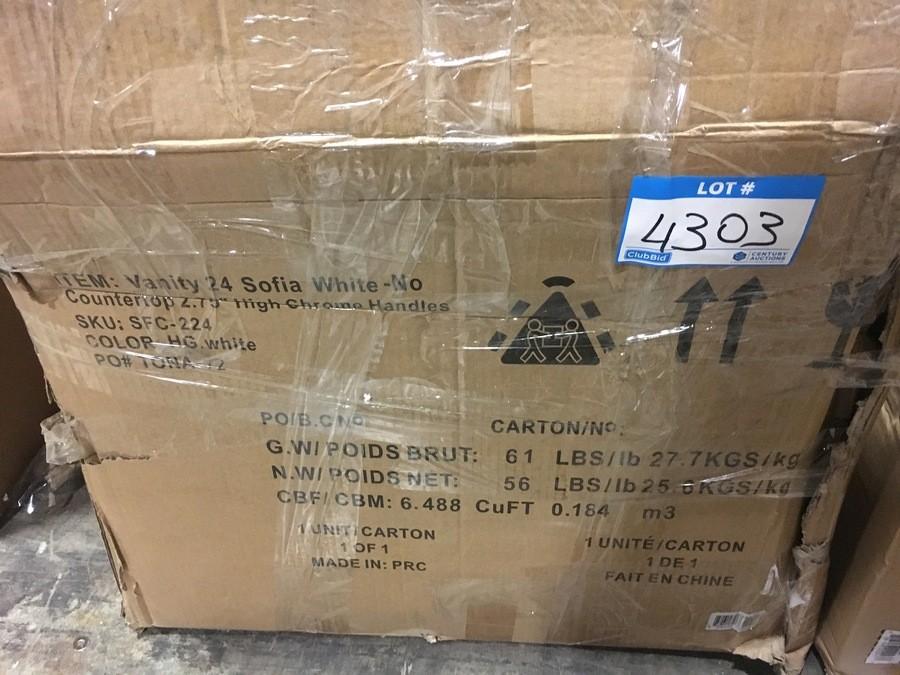 LOT #
4303
ClubBid CENTURY AUCTIONS
ITEM: Vanity 24 Sofia White -No
Countertop 2.75" High Chrome Handles
SKU: SFC-224
COLOR HG white
PO# TONA-12
PO/B.C Nº:
CARTON/Nº:
G.W/ POIDS BRUT: 61 LBS/lb 27.7KGS/kg
N.W/ POIDS NET: 56 LBS/lb 25.6KGS/kg
CBF/ CBM: 6.488 CuFT 0.184 m3
1 UNIT/CARTON
1 OF 1
MADE IN: PRC
1 UNITÉ/CARTON
1 DE 1
FAIT EN CHINE